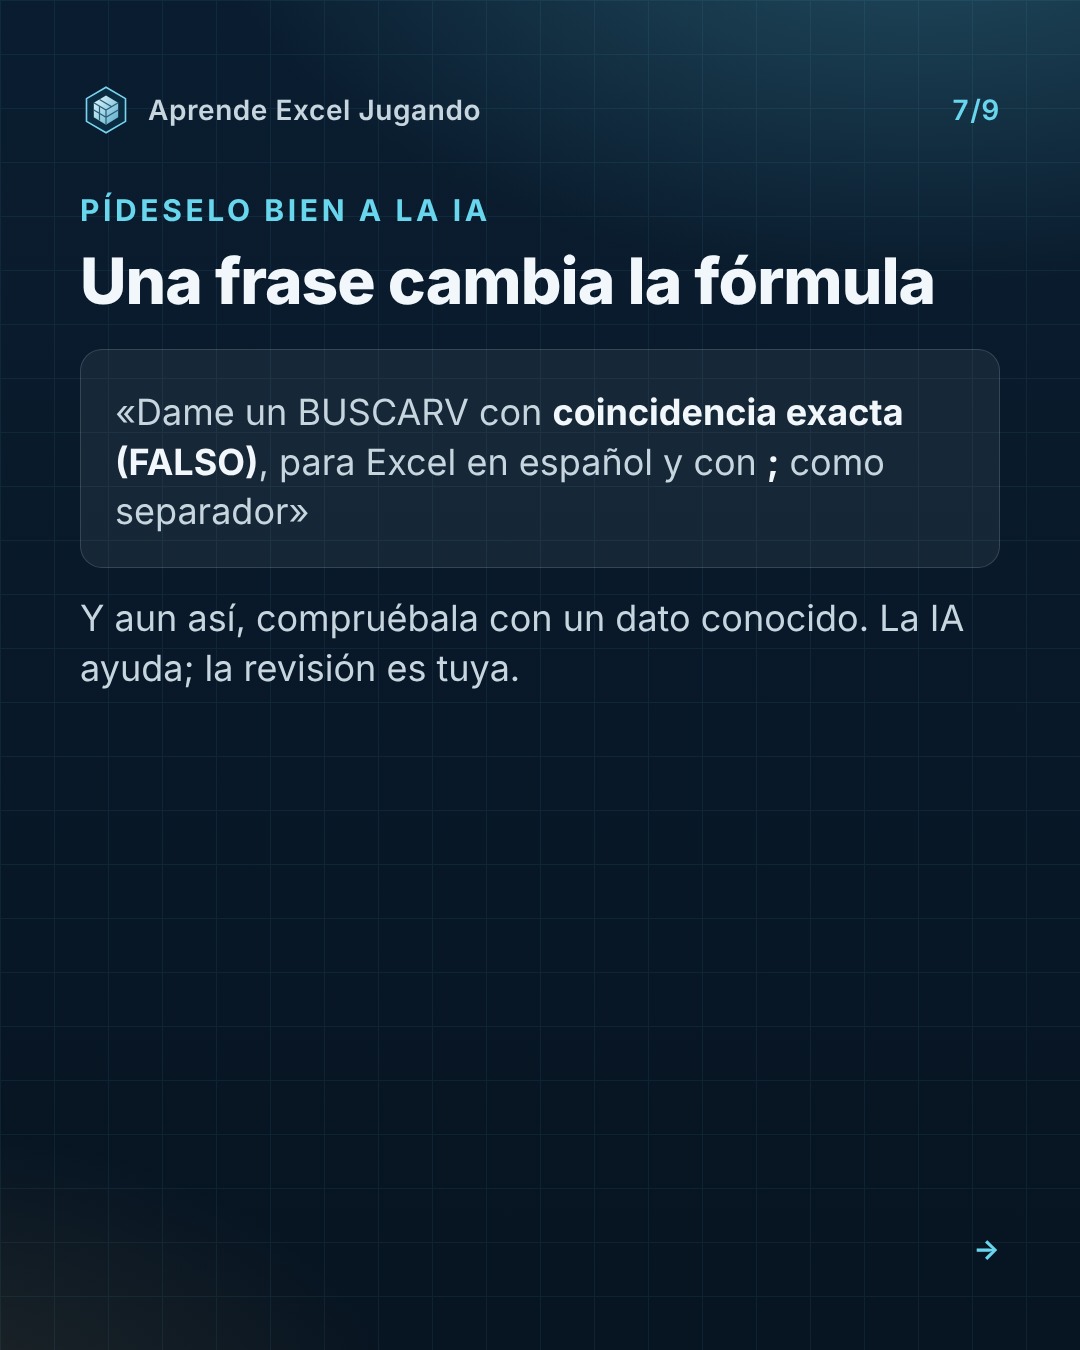 Aprende Excel Jugando
7/9
PÍDESELO BIEN A LA IA
Una frase cambia la fórmula
«Dame un BUSCARV con coincidencia exacta
(FALSO), para Excel en español y con ; como
separador»
Y aun así, compruébala con un dato conocido. La IA
ayuda; la revisión es tuya.
→